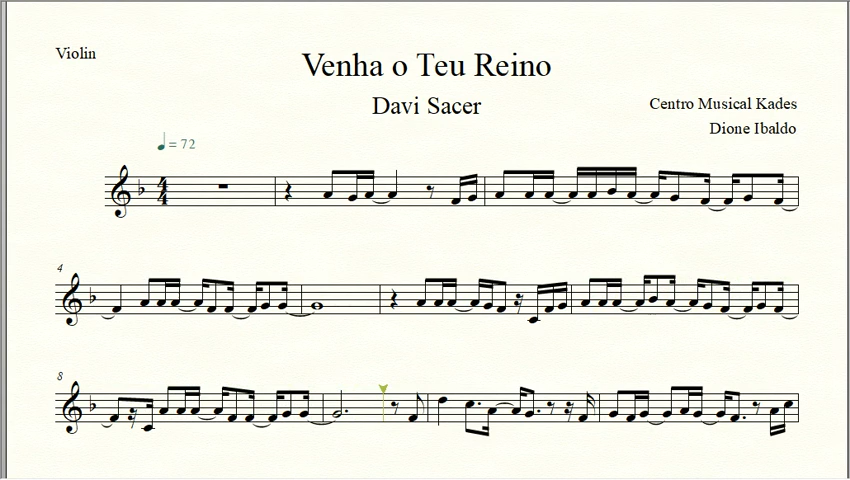 Violin
Venha o Teu Reino
Davi Sacer
Centro Musical Kades
Dione Ibaldo
= 72
4
4
4
8